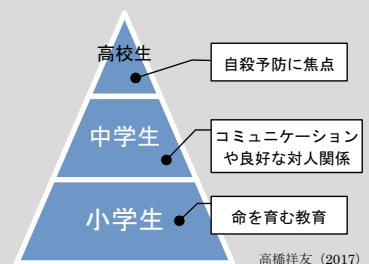 高校生
自殺予防に焦点
中学生
コミュニケーション
や良好な対人関係
小学生
命を育む教育
高橋祥友（2017）